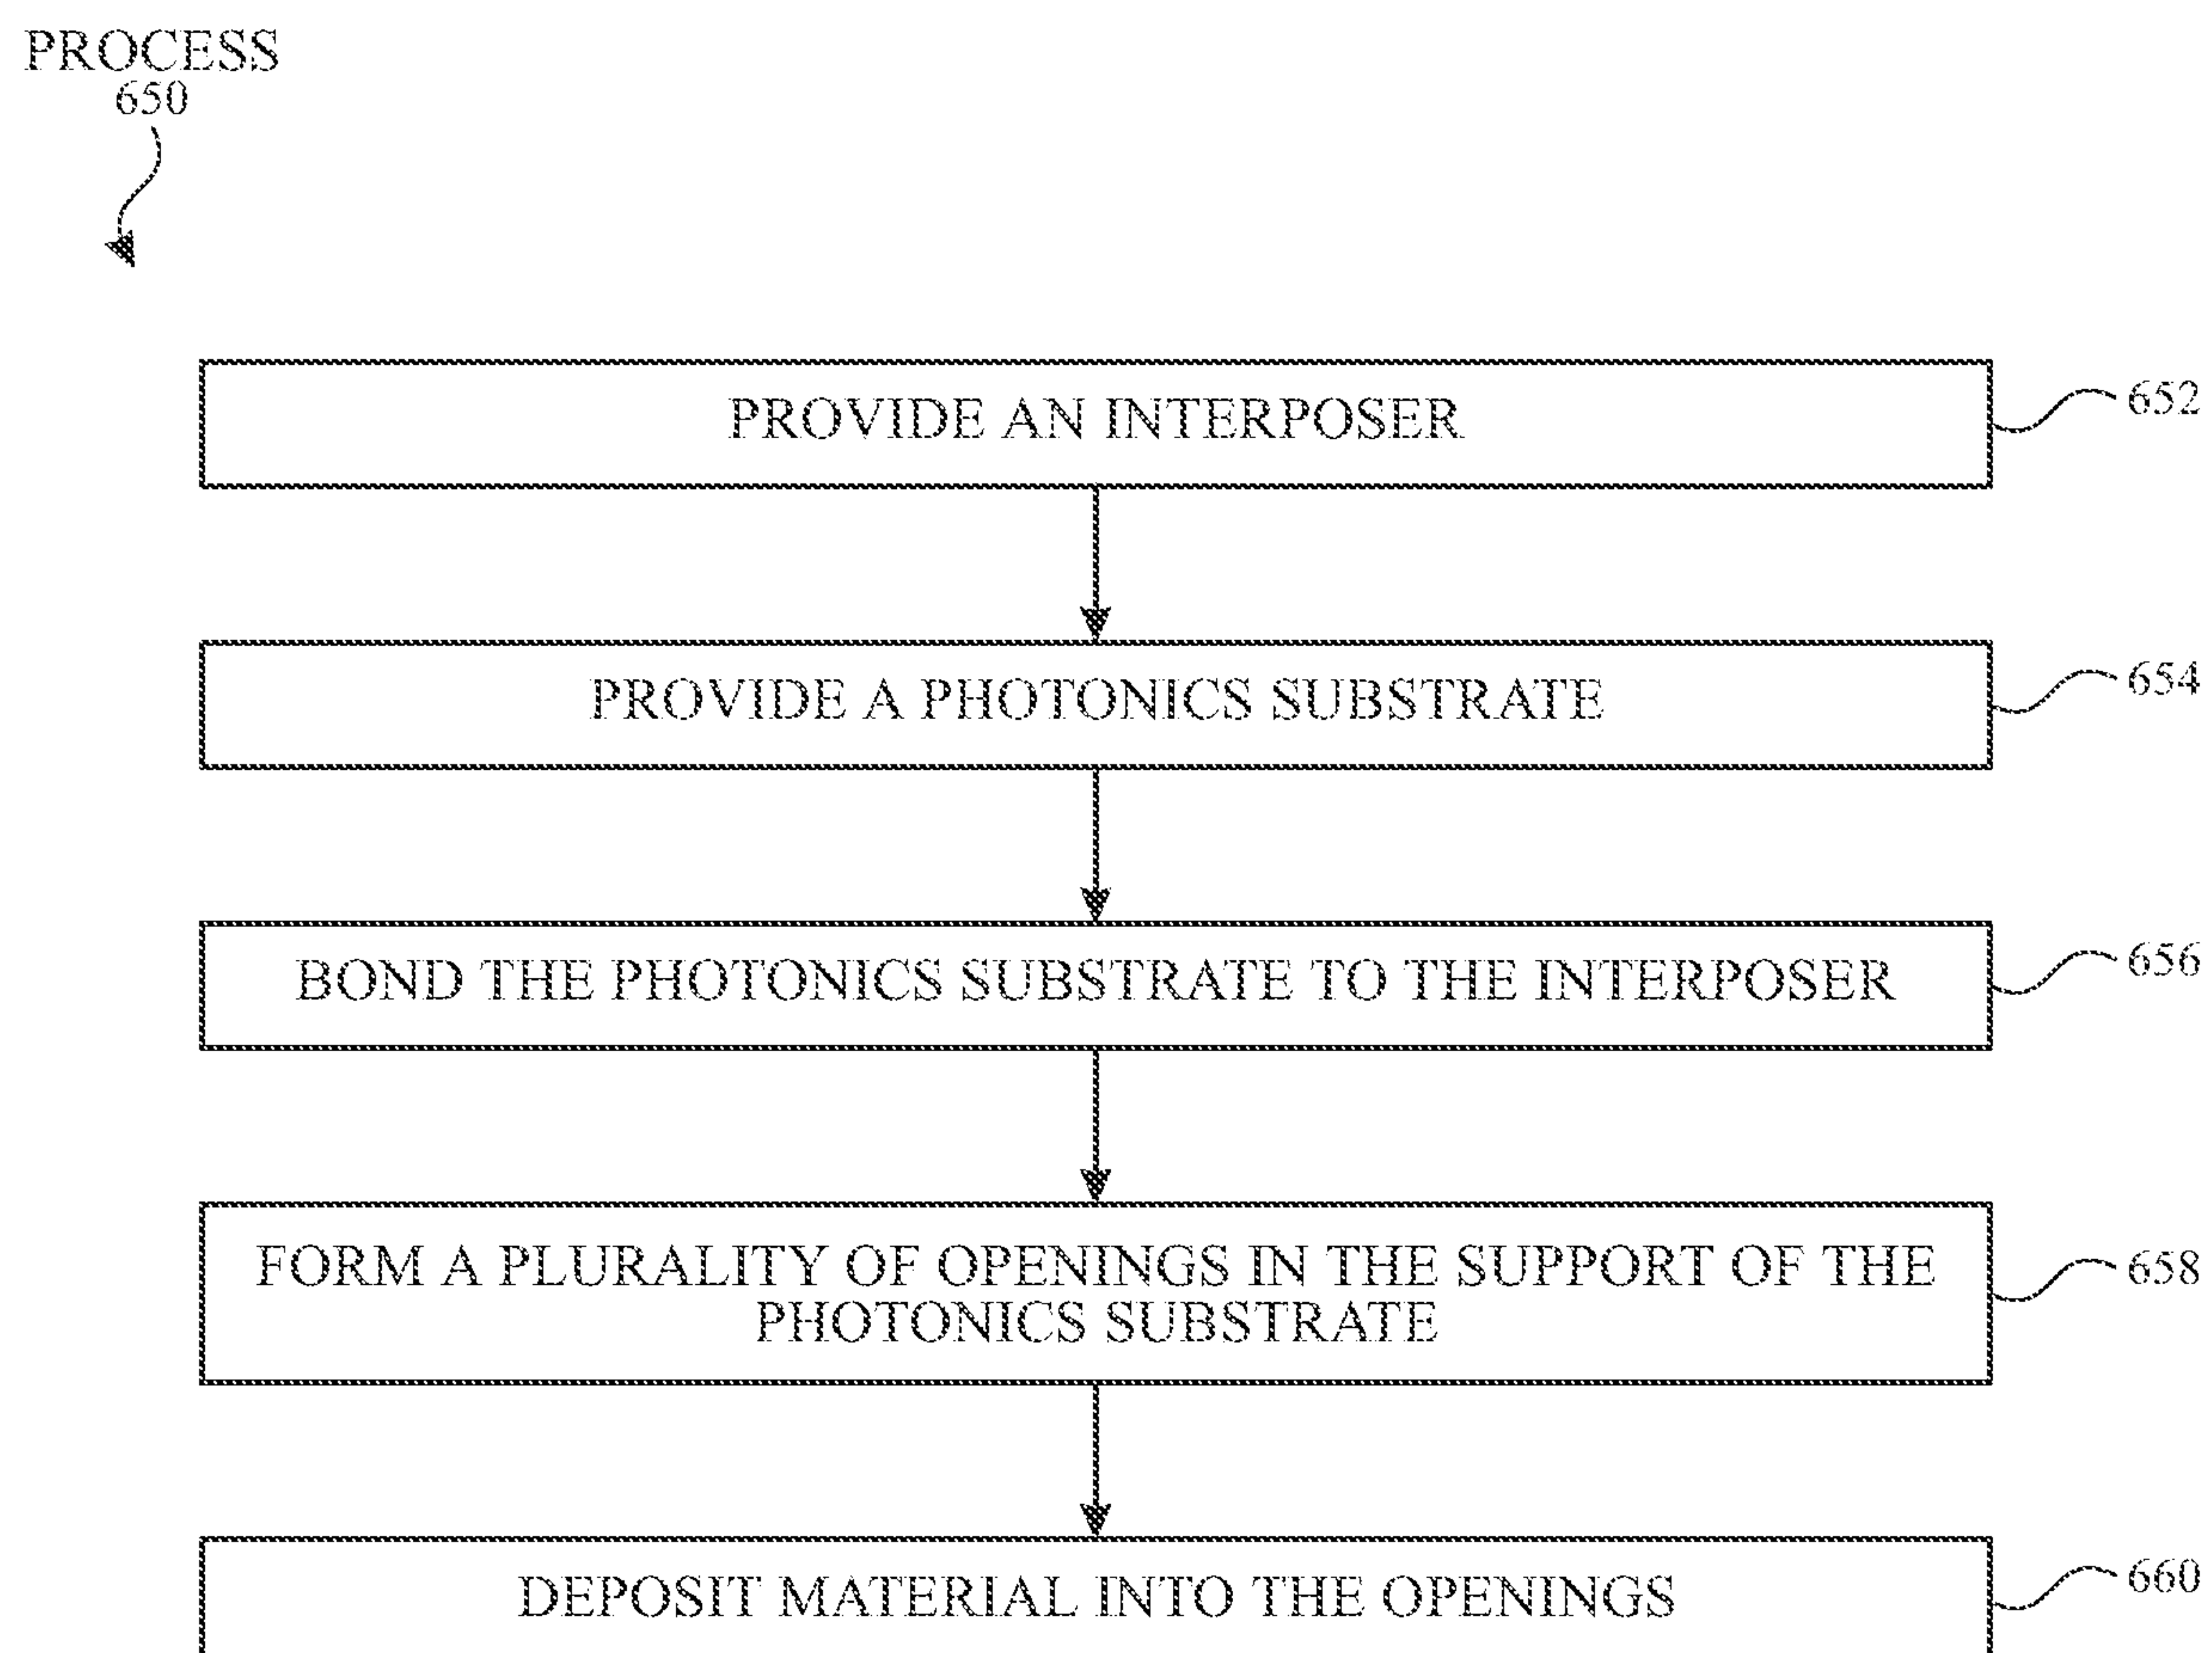 PROCESS
650
PROVIDE AN INTERPOSER
652
PROVIDE A PHOTONICS SUBSTRATE
654
BOND THE PHOTONICS SUBSTRATE TO THE INTERPOSER
656
FORM A PLURALITY OF OPENINGS IN THE SUPPORT OF THE
PHOTONICS SUBSTRATE
658
DEPOSIT MATERIAL INTO THE OPENINGS
660